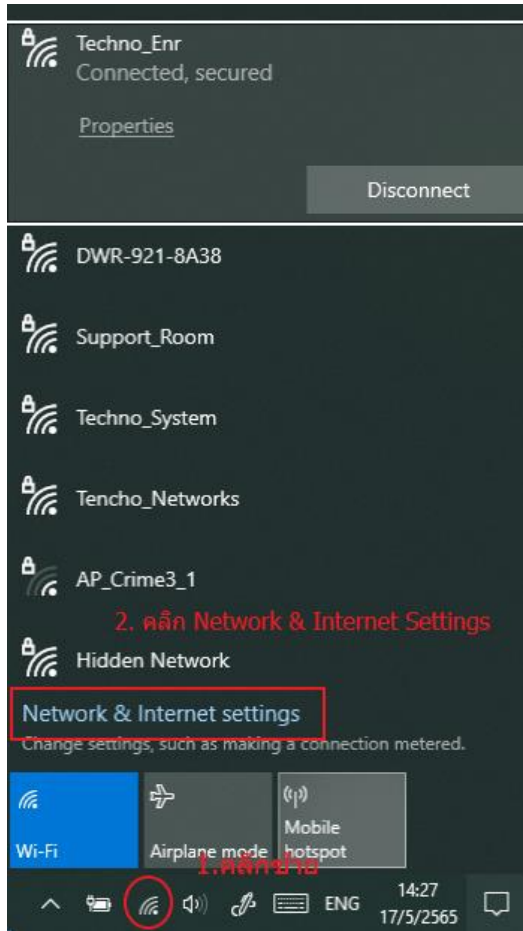 Techno_Enr
Connected, secured
Properties
Disconnect
DWR-921-8A38
Support_Room
Techno_System
Tencho_Networks
AP_Crime3_1
2. คลิก Network & Internet Settings
Hidden Network
Network & Internet settings
Change settings, such as making a connection metered.
Wi-Fi
Airplane mode
Mobile hotspot
1.คลิกซ้าย
ENG
14:27
17/5/2565